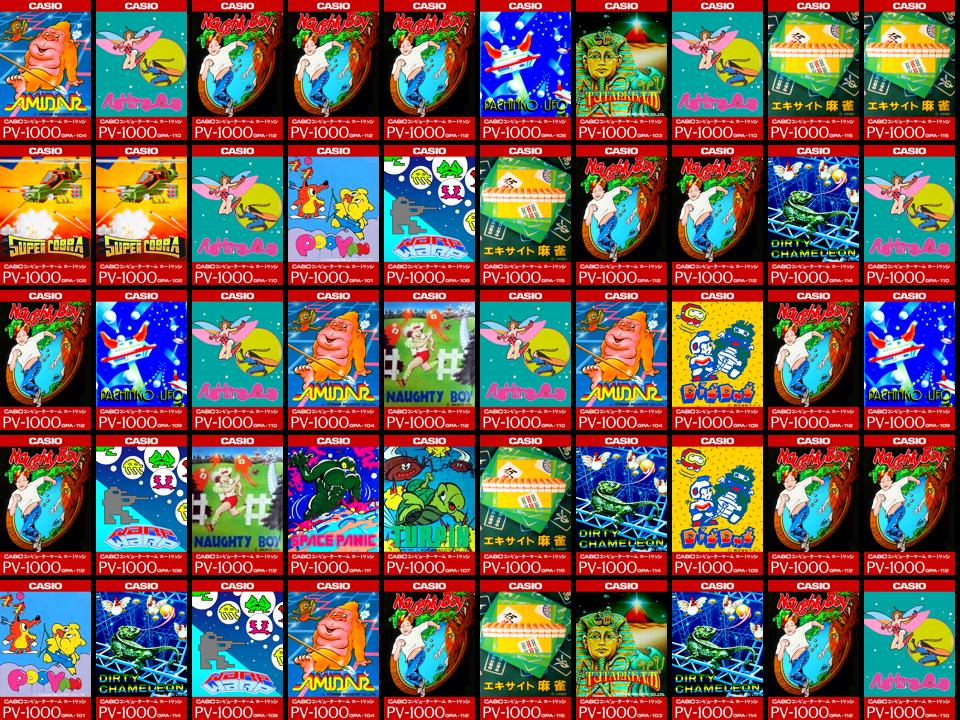 CASIO CASIO CASIO CASIO CASIO CASIO CASIO CASIO CASIO CASIO
AMIDAR Naughty Boy Naughty Boy Naughty Boy PACHINKO-UFO TUTANKHAM エキサイト 麻雀 エキサイト 麻雀
CASIOコンピューターゲーム カートリッジ CASIOコンピューターゲーム カートリッジ CASIOコンピューターゲーム カートリッジ CASIOコンピューターゲーム カートリッジ CASIOコンピューターゲーム カートリッジ CASIOコンピューターゲーム カートリッジ CASIOコンピューターゲーム カートリッジ CASIOコンピューターゲーム カートリッジ CASIOコンピューターゲーム カートリッジ CASIOコンピューターゲーム カートリッジ
PV-1000 GPA-104 PV-1000 GPA-110 PV-1000 GPA-112 PV-1000 GPA-112 PV-1000 GPA-112 PV-1000 GPA-109 PV-1000 GPA-103 PV-1000 GPA-110 PV-1000 GPA-115 PV-1000 GPA-115
CASIO CASIO CASIO CASIO CASIO CASIO CASIO CASIO CASIO CASIO
SUPER COBRA SUPER COBRA POOYAN WARP WARP エキサイト 麻雀 Naughty Boy Naughty Boy DIRTY CHAMELEON
CASIOコンピューターゲーム カートリッジ CASIOコンピューターゲーム カートリッジ CASIOコンピューターゲーム カートリッジ CASIOコンピューターゲーム カートリッジ CASIOコンピューターゲーム カートリッジ CASIOコンピューターゲーム カートリッジ CASIOコンピューターゲーム カートリッジ CASIOコンピューターゲーム カートリッジ CASIOコンピューターゲーム カートリッジ CASIOコンピューターゲーム カートリッジ
PV-1000 GPA-102 PV-1000 GPA-102 PV-1000 GPA-110 PV-1000 GPA-101 PV-1000 GPA-106 PV-1000 GPA-115 PV-1000 GPA-112 PV-1000 GPA-112 PV-1000 GPA-114 PV-1000 GPA-110
CASIO CASIO CASIO CASIO CASIO CASIO CASIO CASIO CASIO CASIO
Naughty Boy PACHINKO-UFO AMIDAR NAUGHTY BOY AMIDAR Dig Dug Naughty Boy PACHINKO-UFO
CASIOコンピューターゲーム カートリッジ CASIOコンピューターゲーム カートリッジ CASIOコンピューターゲーム カートリッジ CASIOコンピューターゲーム カートリッジ CASIOコンピューターゲーム カートリッジ CASIOコンピューターゲーム カートリッジ CASIOコンピューターゲーム カートリッジ CASIOコンピューターゲーム カートリッジ CASIOコンピューターゲーム カートリッジ CASIOコンピューターゲーム カートリッジ
PV-1000 GPA-112 PV-1000 GPA-109 PV-1000 GPA-110 PV-1000 GPA-104 PV-1000 GPA-112 PV-1000 GPA-110 PV-1000 GPA-104 PV-1000 GPA-105 PV-1000 GPA-112 PV-1000 GPA-109
CASIO CASIO CASIO CASIO CASIO CASIO CASIO CASIO CASIO CASIO
Naughty Boy WARP WARP NAUGHTY BOY SPACE PANIC TURPIN エキサイト 麻雀 DIRTY CHAMELEON Dig Dug Naughty Boy Naughty Boy
CASIOコンピューターゲーム カートリッジ CASIOコンピューターゲーム カートリッジ CASIOコンピューターゲーム カートリッジ CASIOコンピューターゲーム カートリッジ CASIOコンピューターゲーム カートリッジ CASIOコンピューターゲーム カートリッジ CASIOコンピューターゲーム カートリッジ CASIOコンピューターゲーム カートリッジ CASIOコンピューターゲーム カートリッジ CASIOコンピューターゲーム カートリッジ
PV-1000 GPA-112 PV-1000 GPA-106 PV-1000 GPA-112 PV-1000 GPA-111 PV-1000 GPA-107 PV-1000 GPA-115 PV-1000 GPA-114 PV-1000 GPA-105 PV-1000 GPA-112 PV-1000 GPA-112
CASIO CASIO CASIO CASIO CASIO CASIO CASIO CASIO CASIO CASIO
POOYAN DIRTY CHAMELEON WARP WARP AMIDAR Naughty Boy エキサイト 麻雀 TUTANKHAM DIRTY CHAMELEON Naughty Boy
CASIOコンピューターゲーム カートリッジ CASIOコンピューターゲーム カートリッジ CASIOコンピューターゲーム カートリッジ CASIOコンピューターゲーム カートリッジ CASIOコンピューターゲーム カートリッジ CASIOコンピューターゲーム カートリッジ CASIOコンピューターゲーム カートリッジ CASIOコンピューターゲーム カートリッジ CASIOコンピューターゲーム カートリッジ CASIOコンピューターゲーム カートリッジ
PV-1000 GPA-101 PV-1000 GPA-114 PV-1000 GPA-106 PV-1000 GPA-104 PV-1000 GPA-112 PV-1000 GPA-115 PV-1000 GPA-103 PV-1000 GPA-114 PV-1000 GPA-112 PV-1000 GPA-110